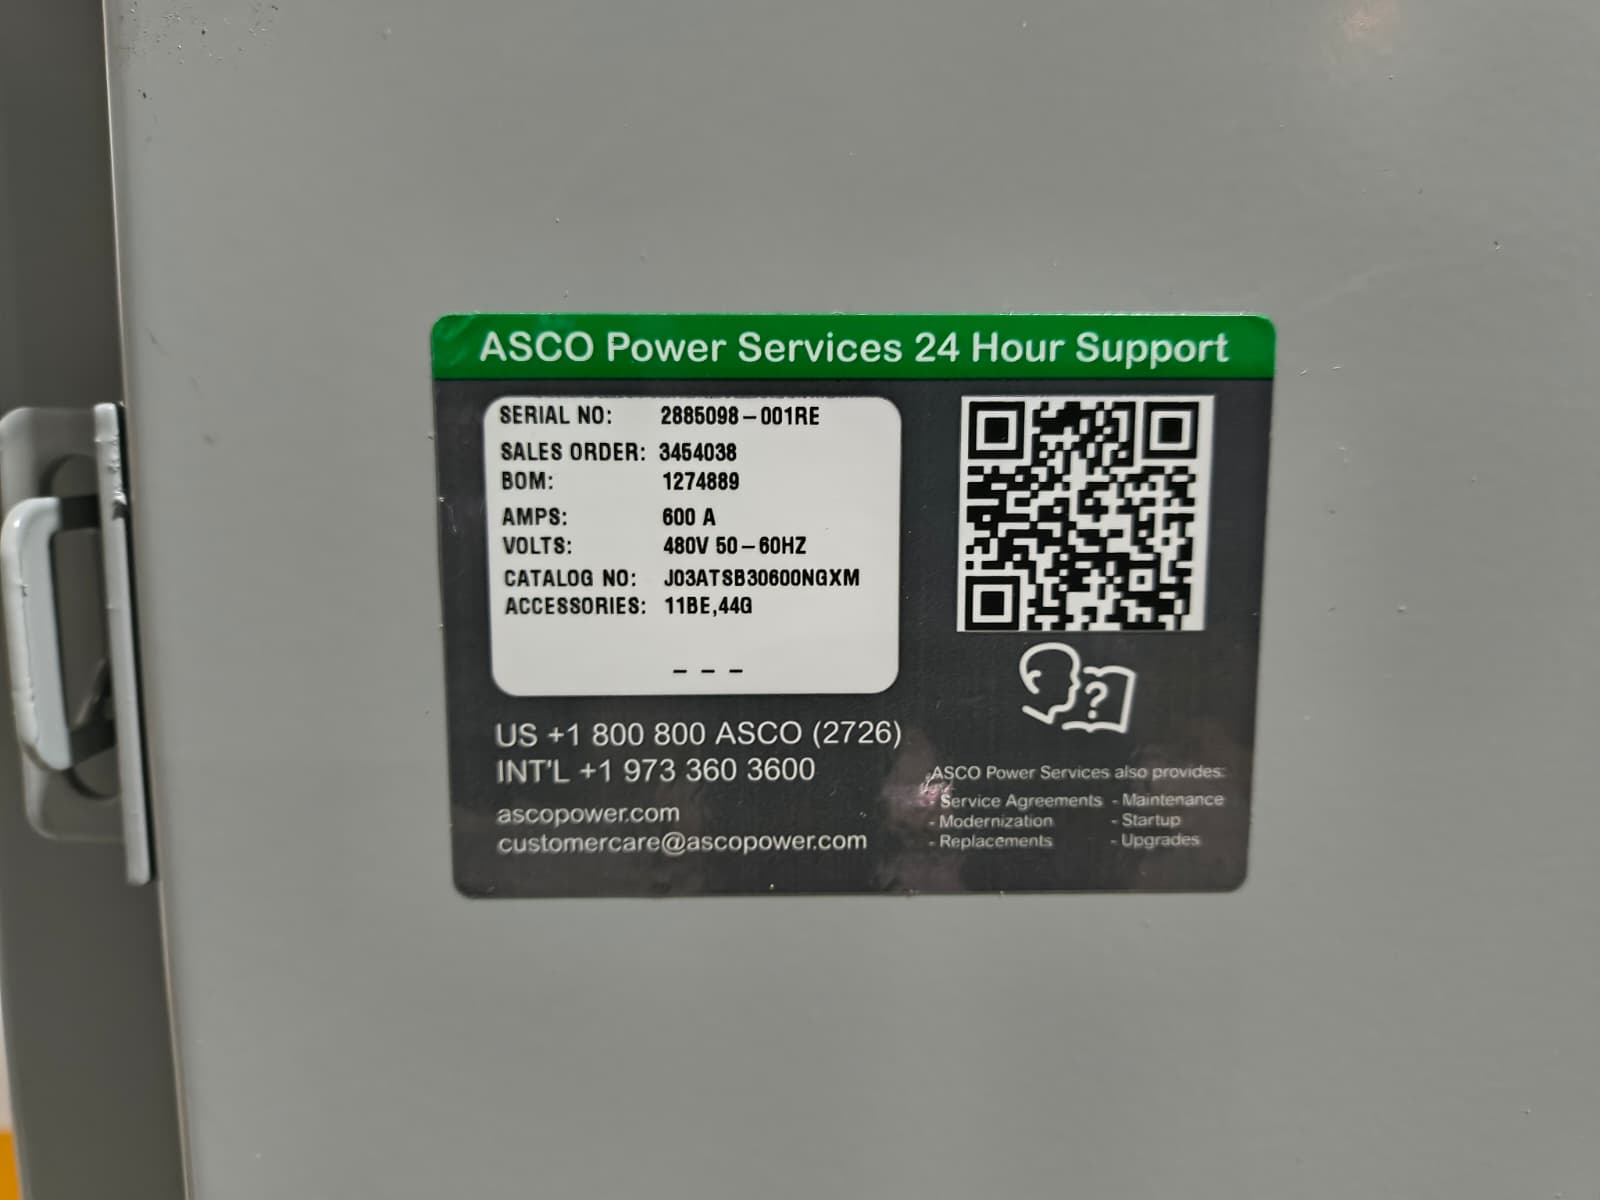 ASCO Power Services 24 Hour Support
SERIAL NO: 2885098-001RE
SALES ORDER: 3454038
BOM: 1274889
AMPS: 600 A
VOLTS: 480V 50-60HZ
CATALOG NO: J03ATSB30600NGXM
ACCESSORIES: 11BE,44G
- - -
US +1 800 800 ASCO (2726)
INT'L +1 973 360 3600
ascopower.com
customercare@ascopower.com
?
ASCO Power Services also provides:
- Service Agreements - Maintenance
- Modernization - Startup
- Replacements - Upgrades